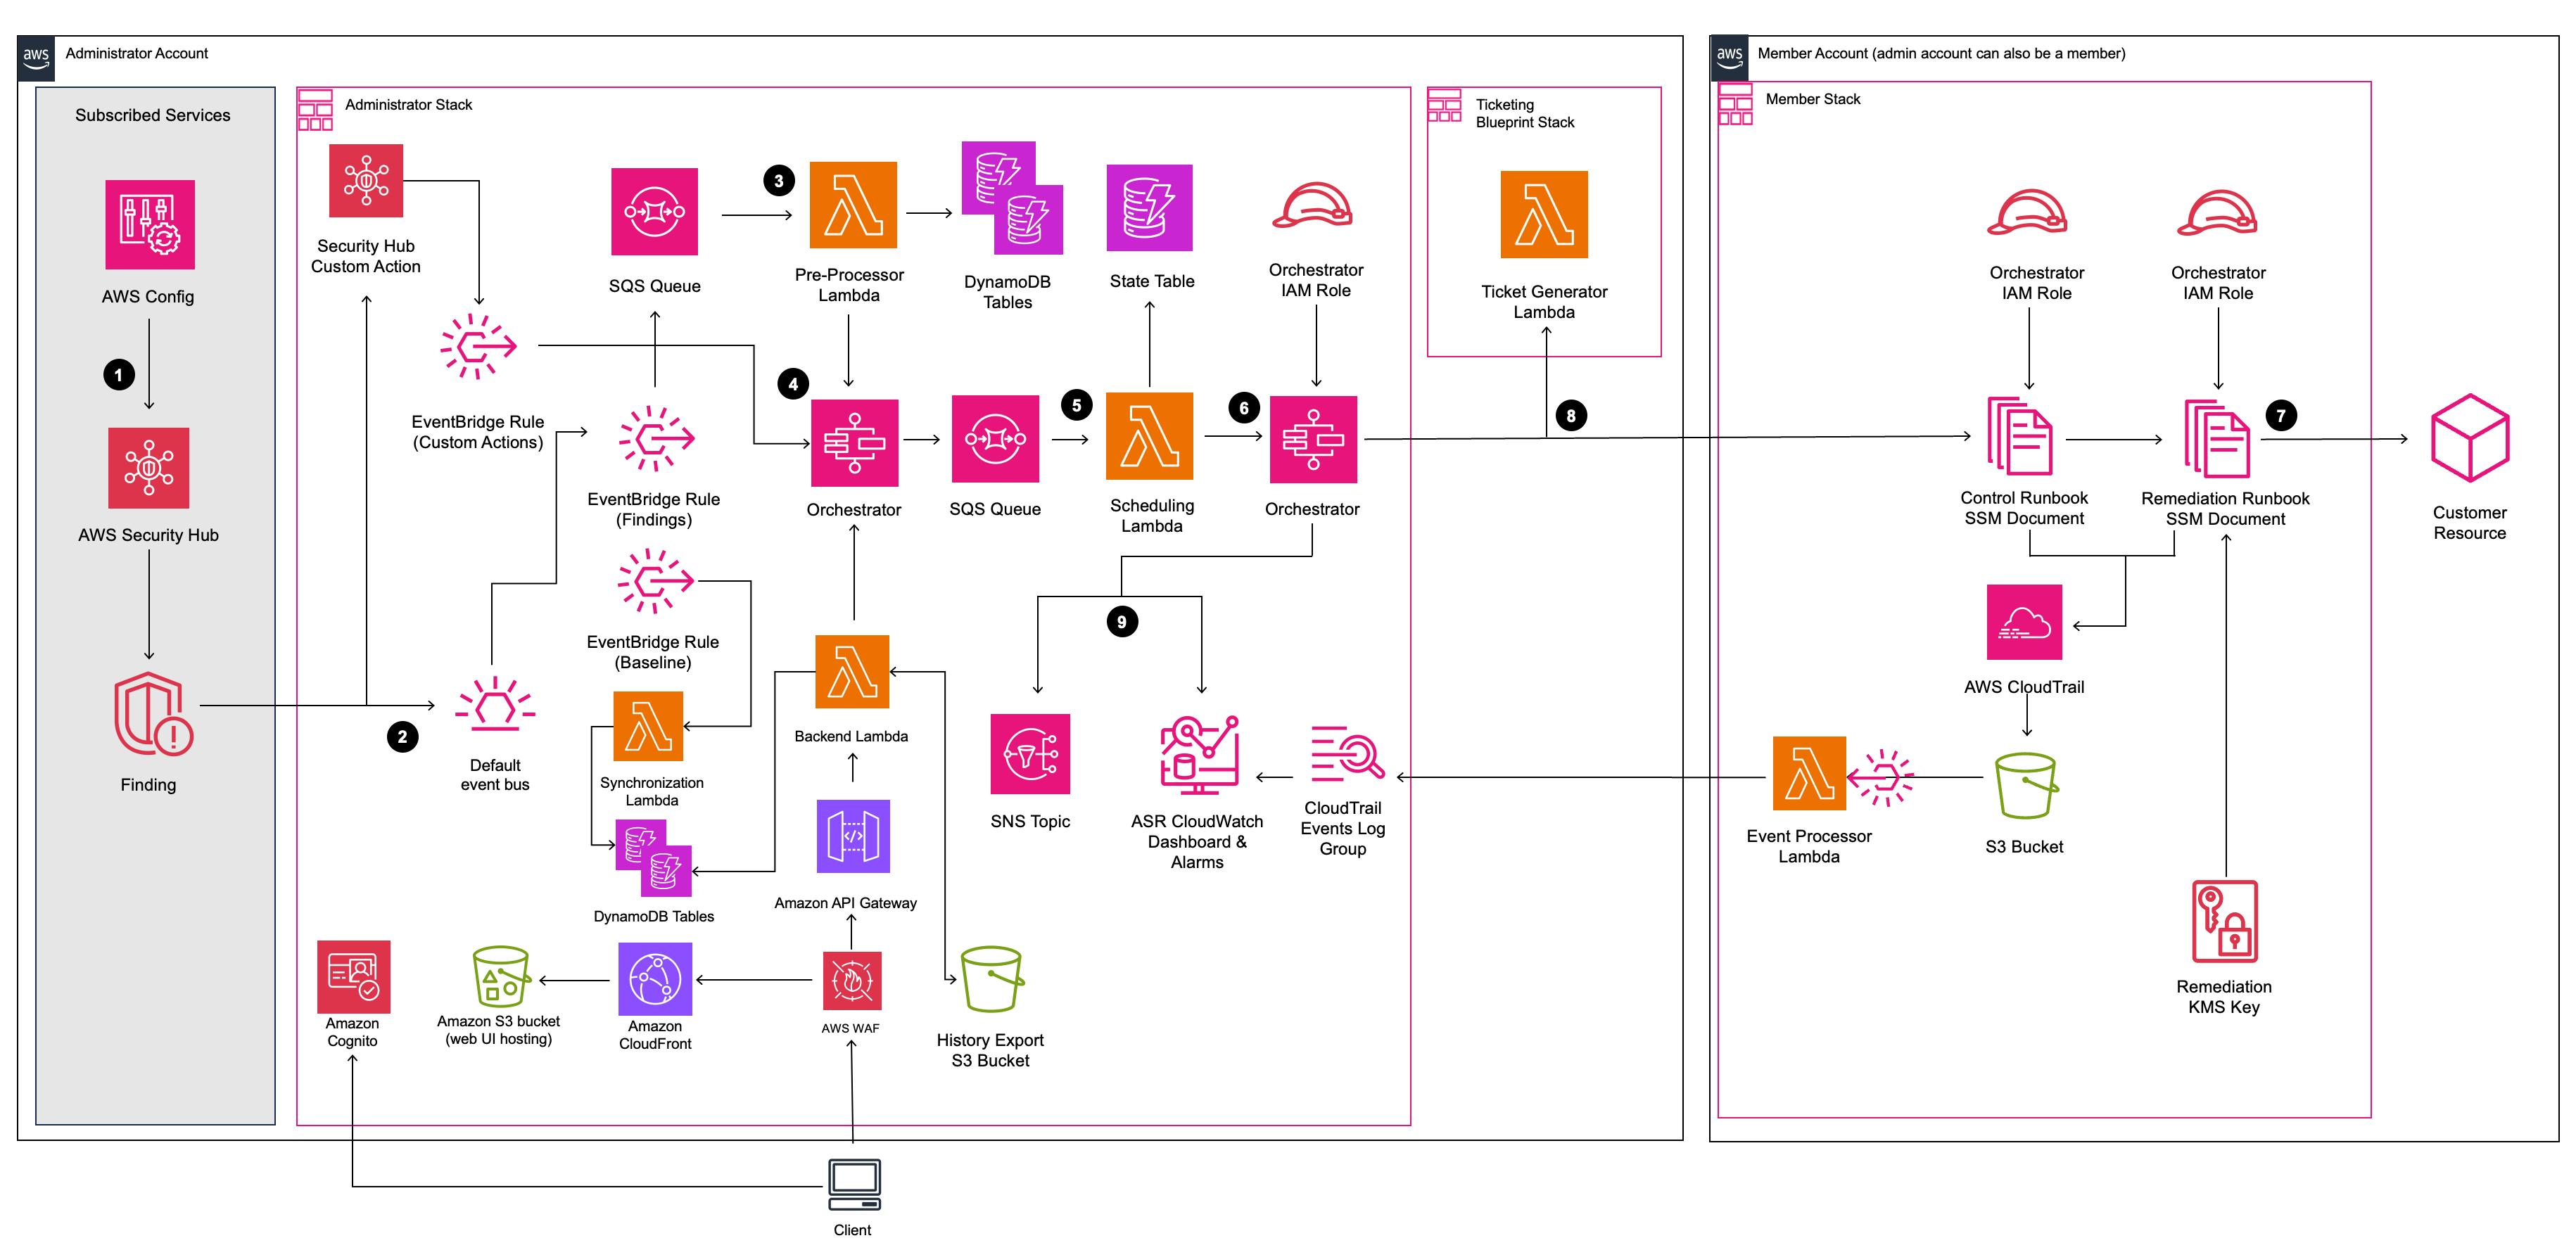 aws
Administrator Account
Subscribed Services
AWS Config
1
AWS Security Hub
Finding
2
Administrator Stack
Security Hub
Custom Action
EventBridge Rule
(Custom Actions)
SQS Queue
3
Pre-Processor
Lambda
DynamoDB
Tables
State Table
Orchestrator
IAM Role
EventBridge Rule
(Findings)
4
Orchestrator
SQS Queue
5
Scheduling
Lambda
6
Orchestrator
EventBridge Rule
(Baseline)
Default
event bus
Synchronization
Lambda
DynamoDB Tables
Backend Lambda
Amazon API Gateway
9
SNS Topic
ASR CloudWatch
Dashboard &
Alarms
CloudTrail
Events Log
Group
Amazon
Cognito
Amazon S3 bucket
(web UI hosting)
Amazon
CloudFront
AWS WAF
History Export
S3 Bucket
Client
Ticketing
Blueprint Stack
Ticket Generator
Lambda
8
aws
Member Account (admin account can also be a member)
Member Stack
Orchestrator
IAM Role
Orchestrator
IAM Role
Control Runbook
SSM Document
Remediation Runbook
SSM Document
7
Customer
Resource
AWS CloudTrail
Event Processor
Lambda
S3 Bucket
Remediation
KMS Key